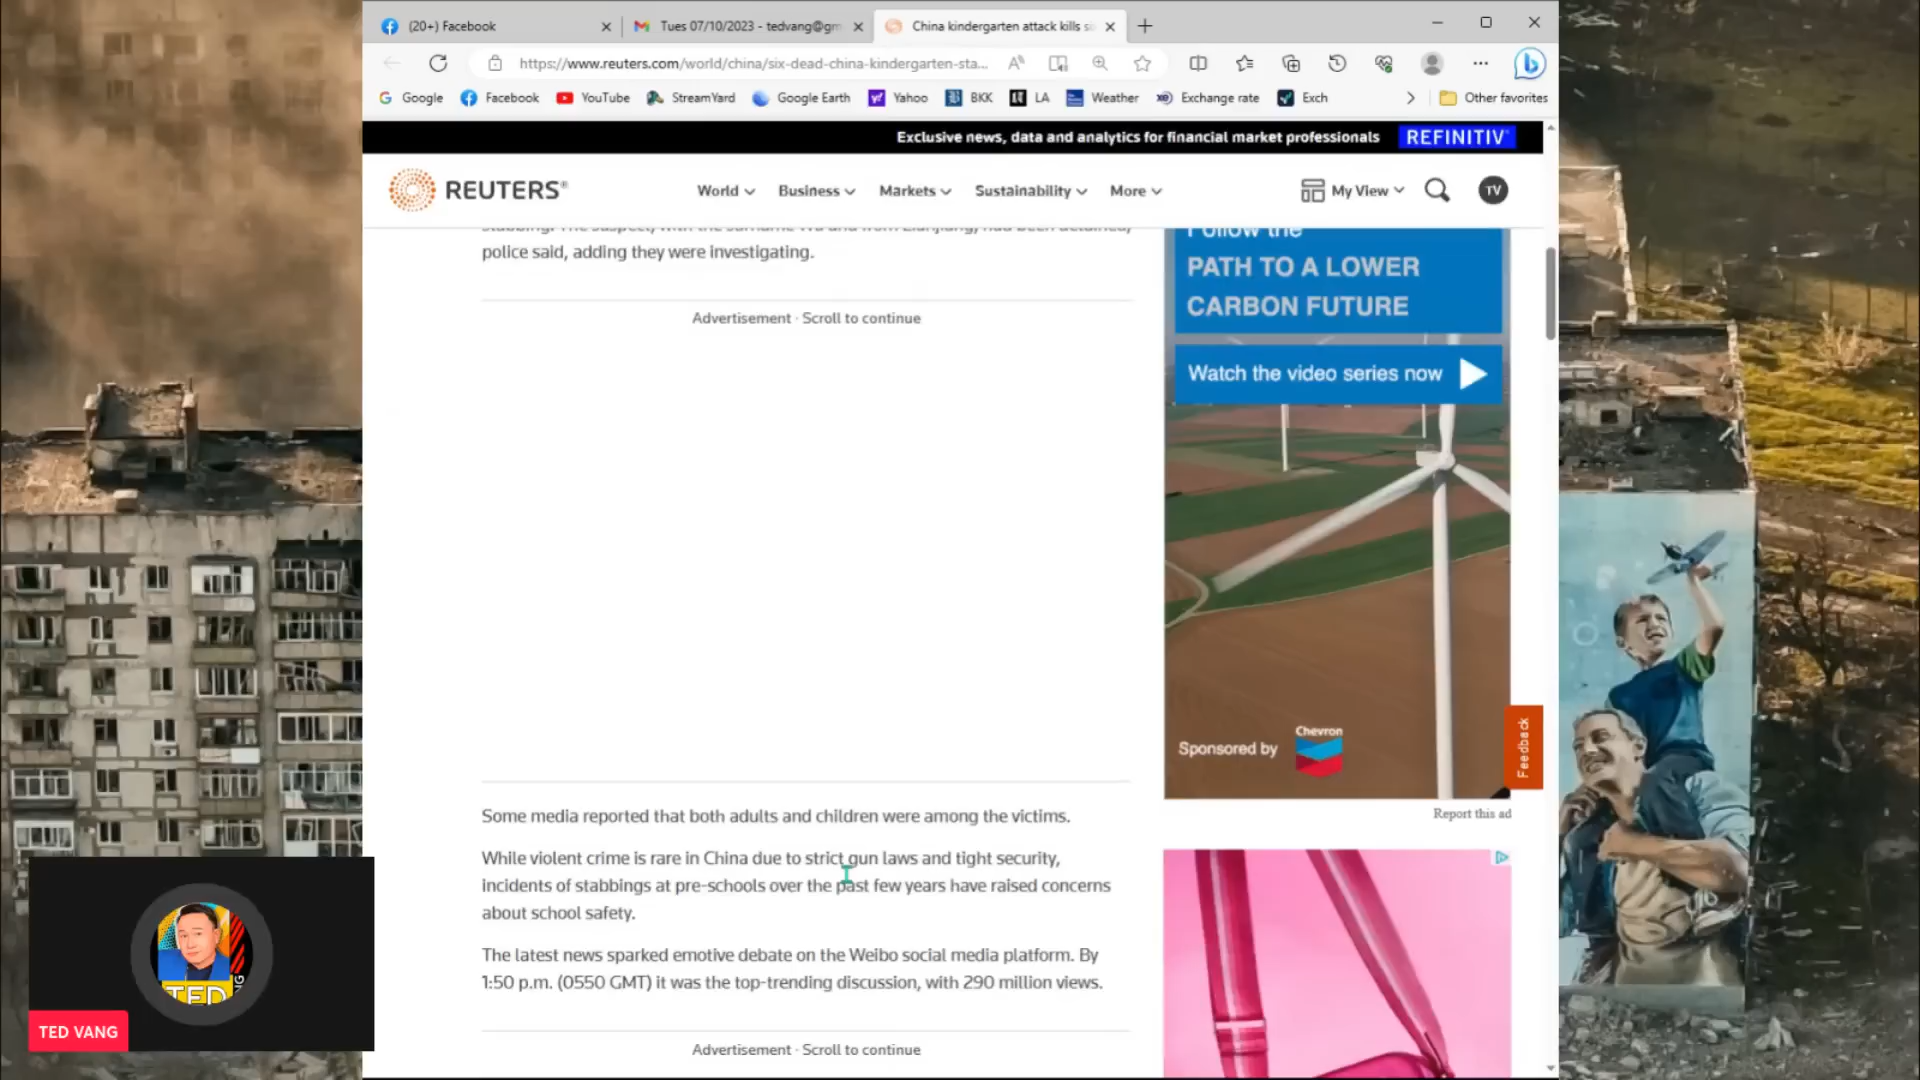 (20+) Facebook
Tues 07/10/2023 - tedvang@gm
China kindergarten attack kills si
https://www.reuters.com/world/china/six-dead-china-kindergarten-sta...
Google
Facebook
YouTube
StreamYard
Google Earth
Yahoo
BKK
LA
Weather
Exchange rate
Exch
Other favorites
Exclusive news, data and analytics for financial market professionals
REFINITIV
REUTERS®
World
Business
Markets
Sustainability
More
My View
TV
police said, adding they were investigating.
Advertisement · Scroll to continue
Follow the
PATH TO A LOWER
CARBON FUTURE
Watch the video series now
Sponsored by
Chevron
Feedback
Report this ad
Some media reported that both adults and children were among the victims.
While violent crime is rare in China due to strict gun laws and tight security,
incidents of stabbings at pre-schools over the past few years have raised concerns
about school safety.
The latest news sparked emotive debate on the Weibo social media platform. By
1:50 p.m. (0550 GMT) it was the top-trending discussion, with 290 million views.
Advertisement · Scroll to continue
TED
TED VANG